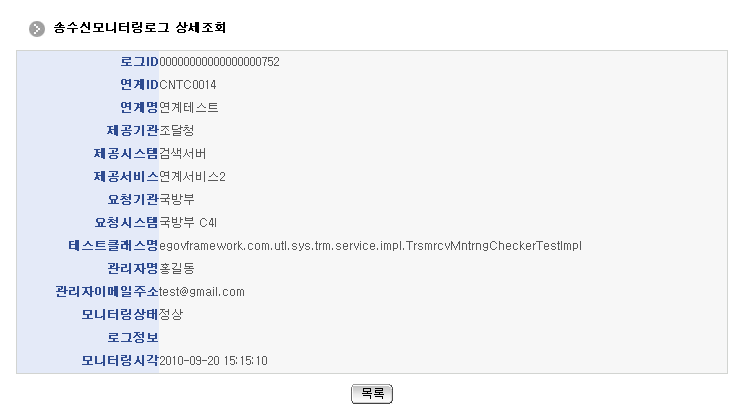 송수신모니터링로그 상세조회
로그ID 00000000000000000752
연계ID CNTC0014
연계명 연계테스트
제공기관 조달청
제공시스템 검색서버
제공서비스 연계서비스2
요청기관 국방부
요청시스템 국방부 C4I
테스트클래스명 egovframework.com.utl.sys.trm.service.impl.TrsmrcvMntrngCheckerTestImpl
관리자명 홍길동
관리자이메일주소 test@gmail.com
모니터링상태 정상
로그정보
모니터링시각 2010-09-20 15:15:10
목록